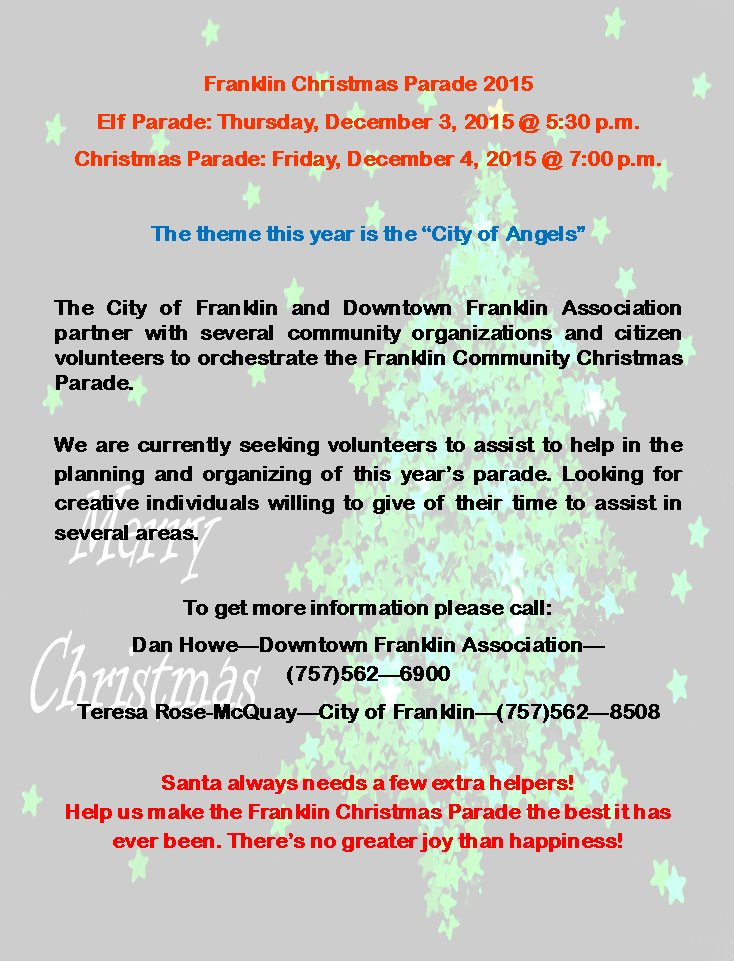 Franklin Christmas Parade 2015
Elf Parade: Thursday, December 3, 2015 @ 5:30 p.m.
Christmas Parade: Friday, December 4, 2015 @ 7:00 p.m.
The theme this year is the “City of Angels”
The City of Franklin and Downtown Franklin Association
partner with several community organizations and citizen
volunteers to orchestrate the Franklin Community Christmas
Parade.
We are currently seeking volunteers to assist to help in the
planning and organizing of this year’s parade. Looking for
creative individuals willing to give of their time to assist in
several areas.
Merry
Christmas
To get more information please call:
Dan Howe—Downtown Franklin Association—
(757)562—6900
Teresa Rose-McQuay—City of Franklin—(757)562—8508
Santa always needs a few extra helpers!
Help us make the Franklin Christmas Parade the best it has
ever been. There’s no greater joy than happiness!